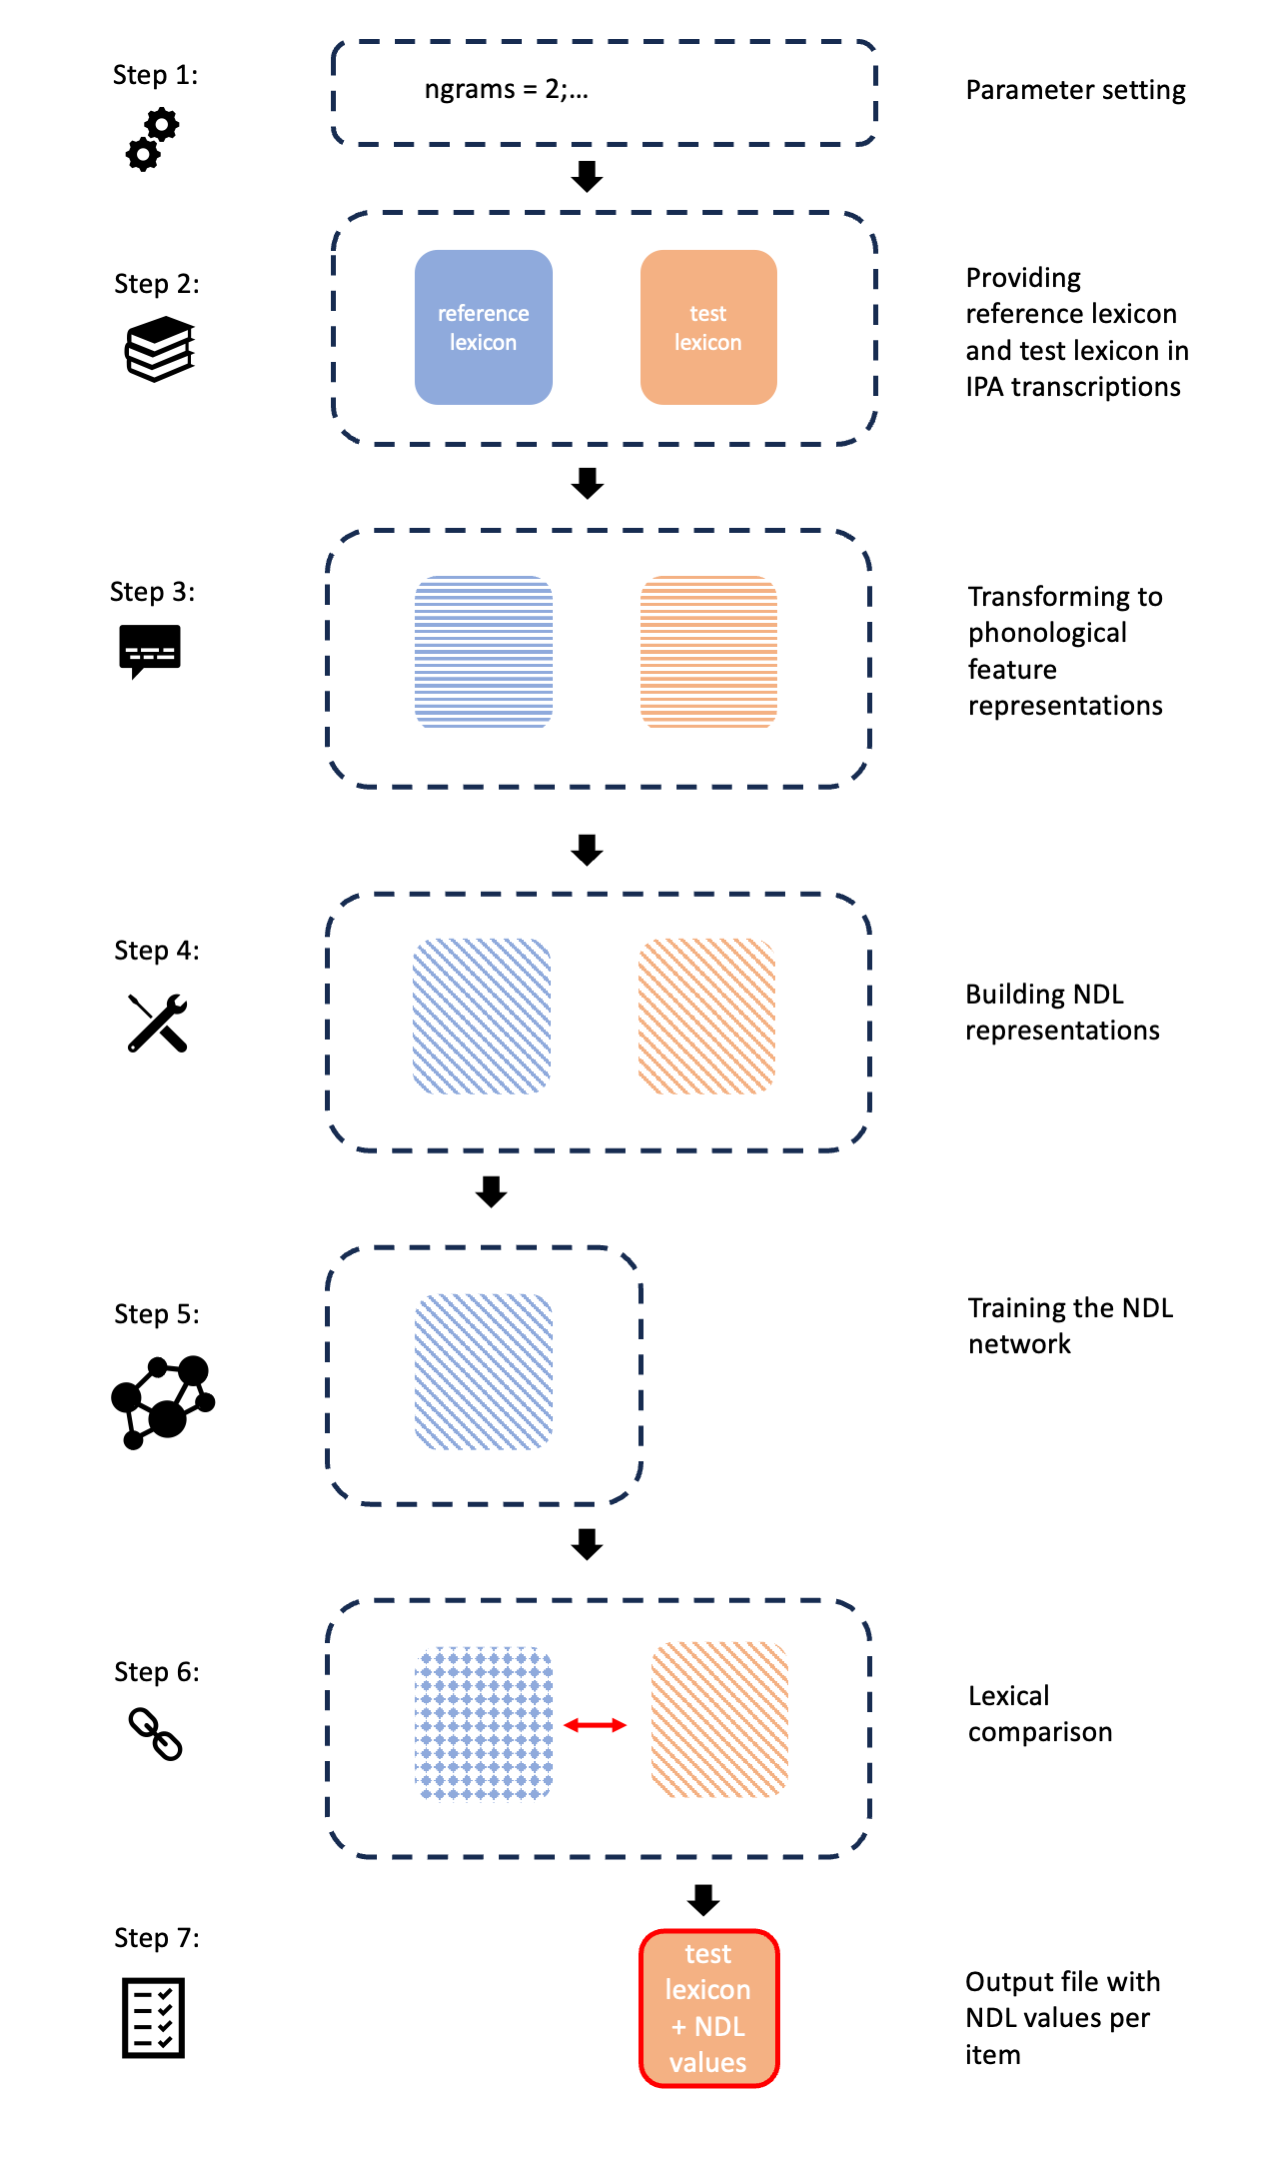 Step 1:
ngrams = 2;...
Parameter setting
Step 2:
reference
lexicon
test
lexicon
Providing
reference lexicon
and test lexicon in
IPA transcriptions
Step 3:
Transforming to
phonological
feature
representations
Step 4:
Building NDL
representations
Step 5:
Training the NDL
network
Step 6:
Lexical
comparison
Step 7:
test
lexicon
+ NDL
values
Output file with
NDL values per
item